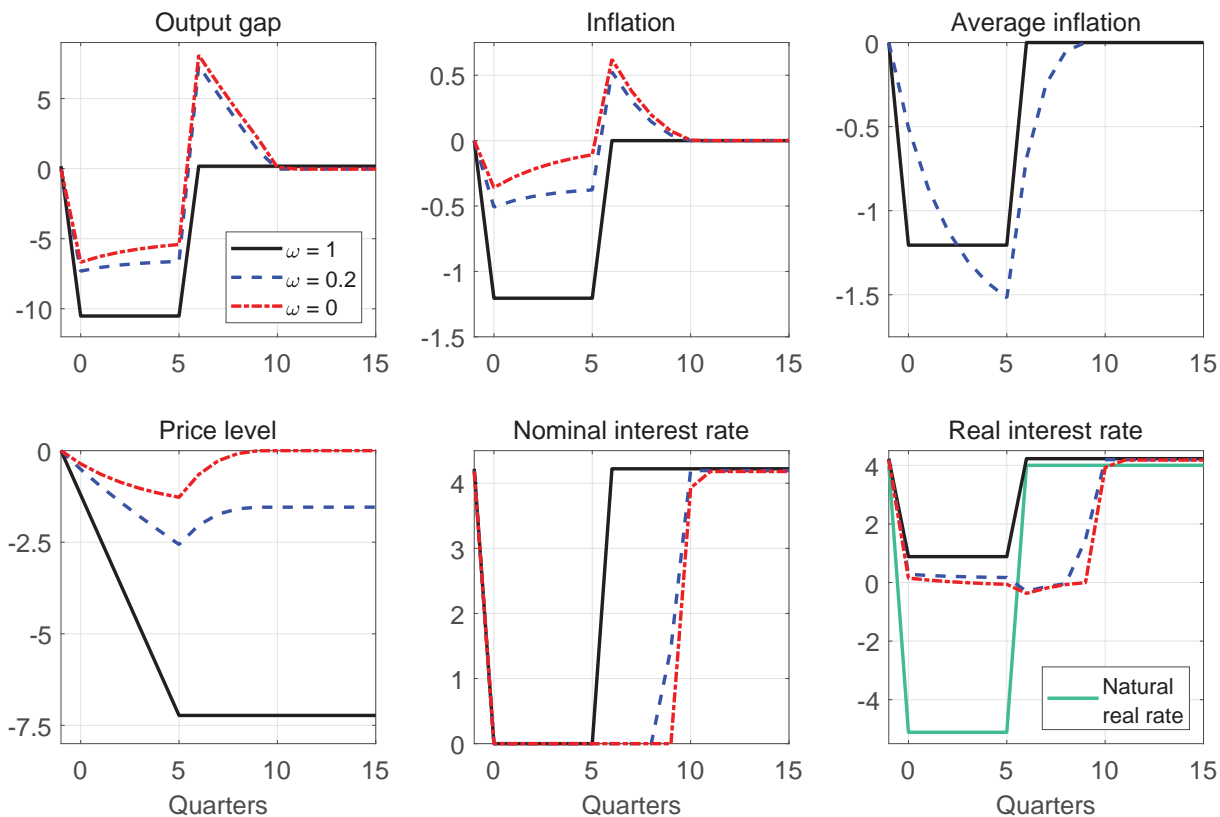 Output gap
5
0
-5
-10
ω = 1
ω = 0.2
ω = 0
0 5 10 15
Inflation
0.5
0
-0.5
-1
-1.5
0 5 10 15
Average inflation
0
-0.5
-1
-1.5
0 5 10 15
Price level
0
-2.5
-5
-7.5
0 5 10 15
Quarters
Nominal interest rate
4
3
2
1
0
0 5 10 15
Quarters
Real interest rate
4
2
0
-2
-4
Natural
real rate
0 5 10 15
Quarters